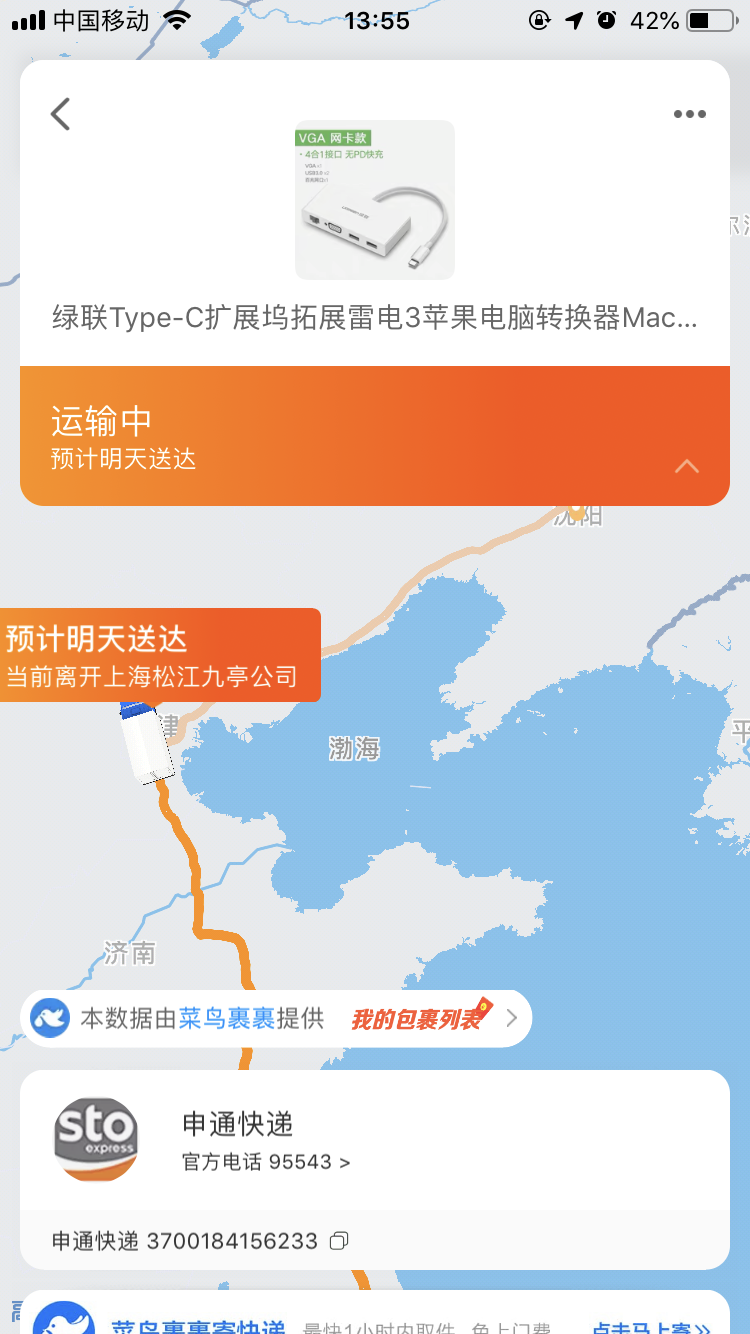 中国移动 13:55 42%
VGA 网卡款
·4合1接口 无PD快充
绿联Type-C扩展坞拓展雷电3苹果电脑转换器Mac...
运输中
预计明天送达
沈阳
预计明天送达
当前离开上海松江九亭公司
津
渤海
平
济南
本数据由菜鸟裹裹提供 我的包裹列表
sto
express
申通快递
官方电话 95543 >
申通快递 3700184156233
菜鸟裹裹寄快递 最快1小时内取件 免上门费 点击马上寄